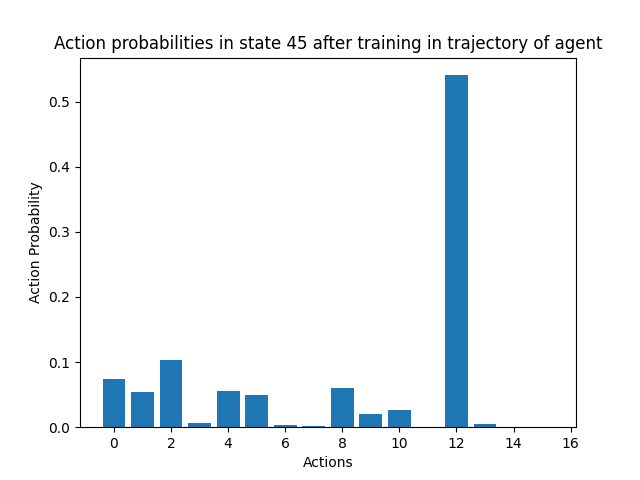 Action probabilities in state 45 after training in trajectory of agent
0.5
0.4
0.3
0.2
0.1
0.0
Action Probability
0 2 4 6 8 10 12 14 16
Actions